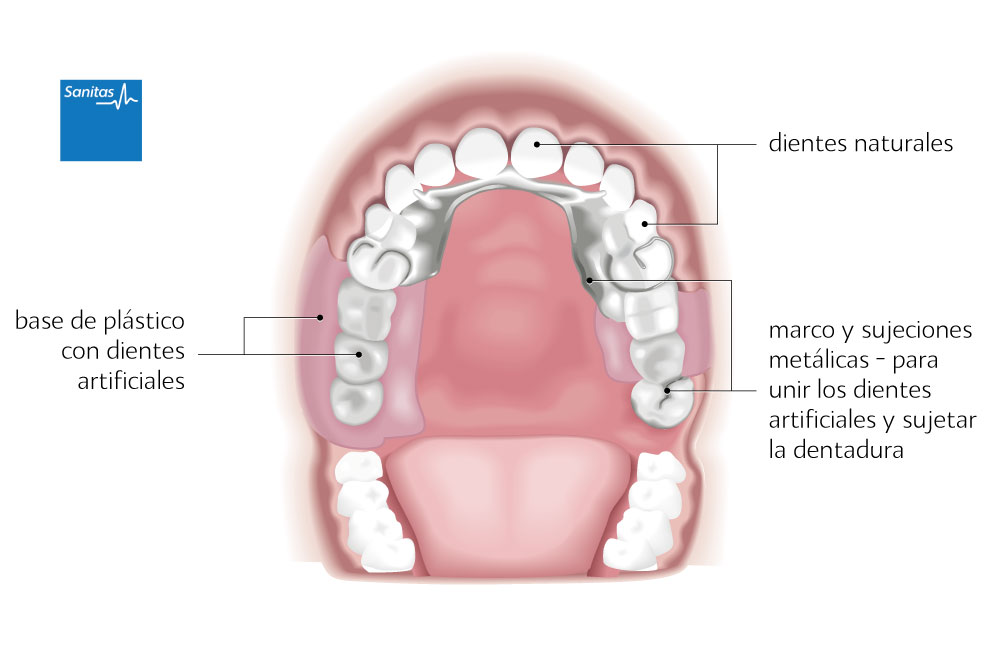 Sanitas
dientes naturales
base de plástico
con dientes
artificiales
marco y sujeciones
metálicas - para
unir los dientes
artificiales y sujetar
la dentadura